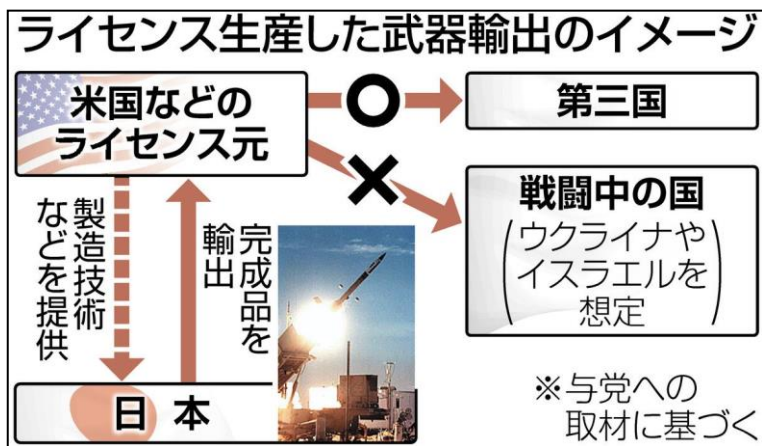 ライセンス生産した武器輸出のイメージ
米国などの
ライセンス元
○
第三国
×
戦闘中の国
(ウクライナや
イスラエルを
想定)
製造技術
などを提供
完成品を
輸出
日本
※与党への
取材に基づく